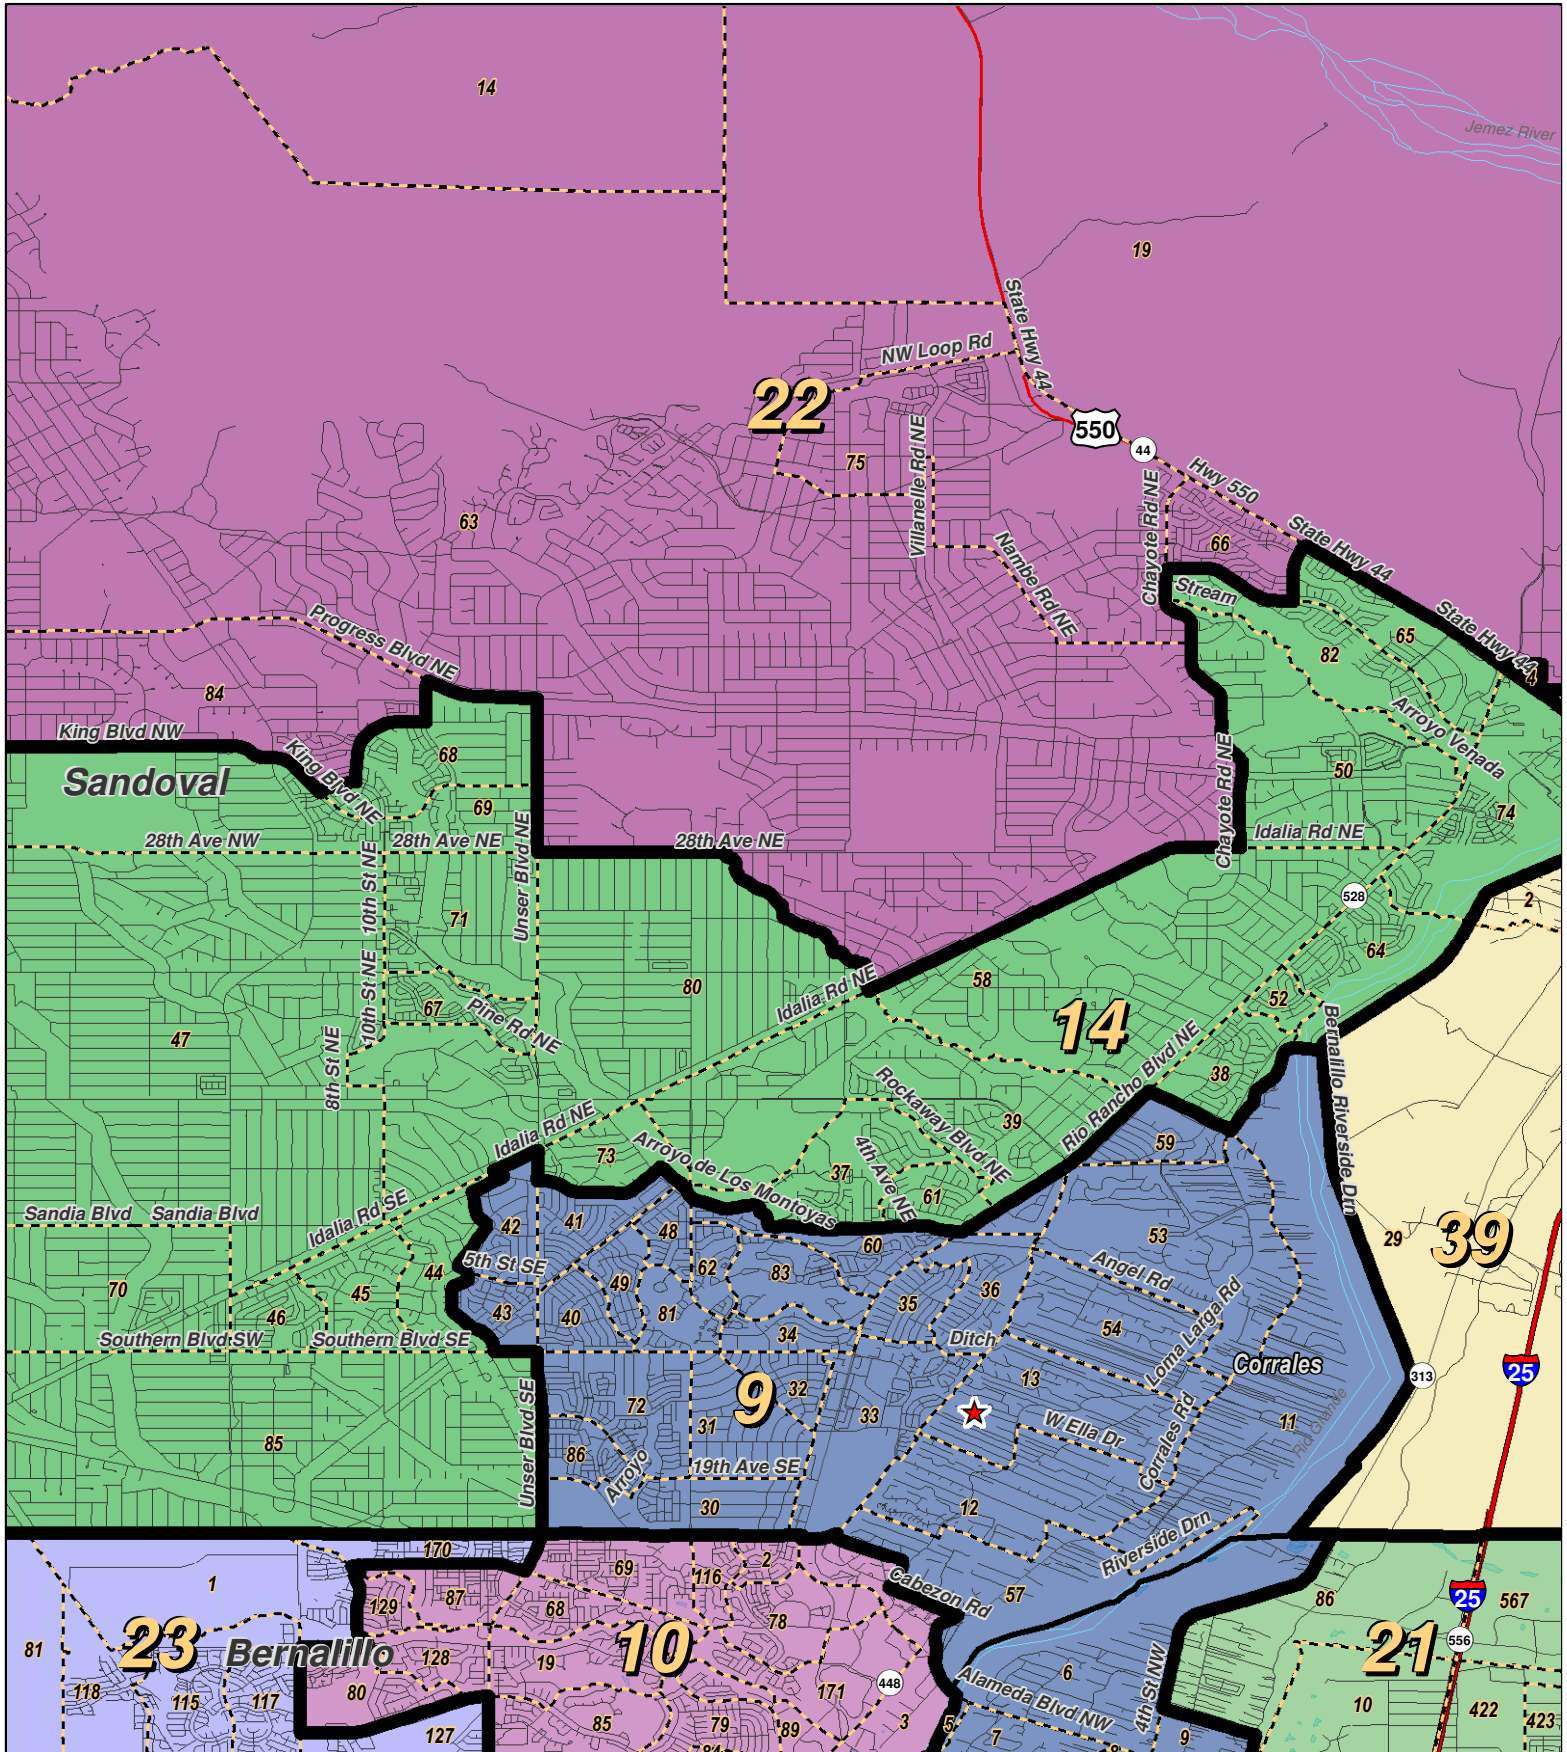 14
Jemez River
19
State Hwy 44
NW Loop Rd
22
550
44
75
Villanelle Rd NE
Hwy 550
Chayote Rd NE
63
State Hwy 44
66
Nambe Rd NE
Stream
Progress Blvd NE
State Hwy 44
65
82
4
84
Arroyo Venada
King Blvd NW
King Blvd NE
68
Sandoval
50
Chayote Rd NE
69
74
28th Ave NW
28th Ave NE
Unser Blvd NE
28th Ave NE
Idalia Rd NE
10th St NE
528
2
71
64
10th St NE
80
Idalia Rd NE
58
52
67
Pine Rd NE
14
Bernalillo Riverside Drn
47
8th St NE
Rio Rancho Blvd NE
38
Rockaway Blvd NE
39
Idalia Rd NE
Arroyo de Los Montoyas
4th Ave NE
59
73
37
61
Sandia Blvd
Sandia Blvd
Idalia Rd SE
42
41
48
60
53
29
39
5th St SE
62
83
Angel Rd
44
49
36
70
45
43
40
81
35
Loma Larga Rd
46
34
54
Southern Blvd SW
Southern Blvd SE
Ditch
Corrales
25
313
13
9
32
72
31
33
Unser Blvd SE
W Ella Dr
Corrales Rd
11
Rio Grande
85
86
Arroyo
19th Ave SE
30
12
Riverside Drn
170
69
2
116
Cabezon Rd
57
1
129
87
68
78
86
25
567
23
Bernalillo
10
21
556
81
128
19
6
118
115
117
80
171
448
Alameda Blvd NW
4th St NW
10
422
423
127
85
79
89
3
5
7
9
84
8